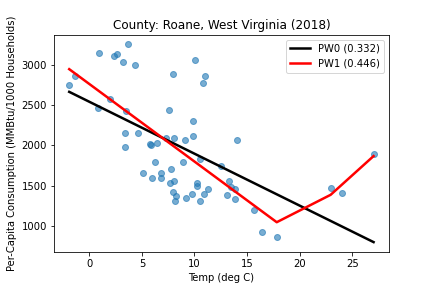 County: Roane, West Virginia (2018)
PW0 (0.332)
PW1 (0.446)
Per-Capita Consumption (MMBtu/1000 Households)
3000
2500
2000
1500
1000
0 5 10 15 20 25
Temp (deg C)